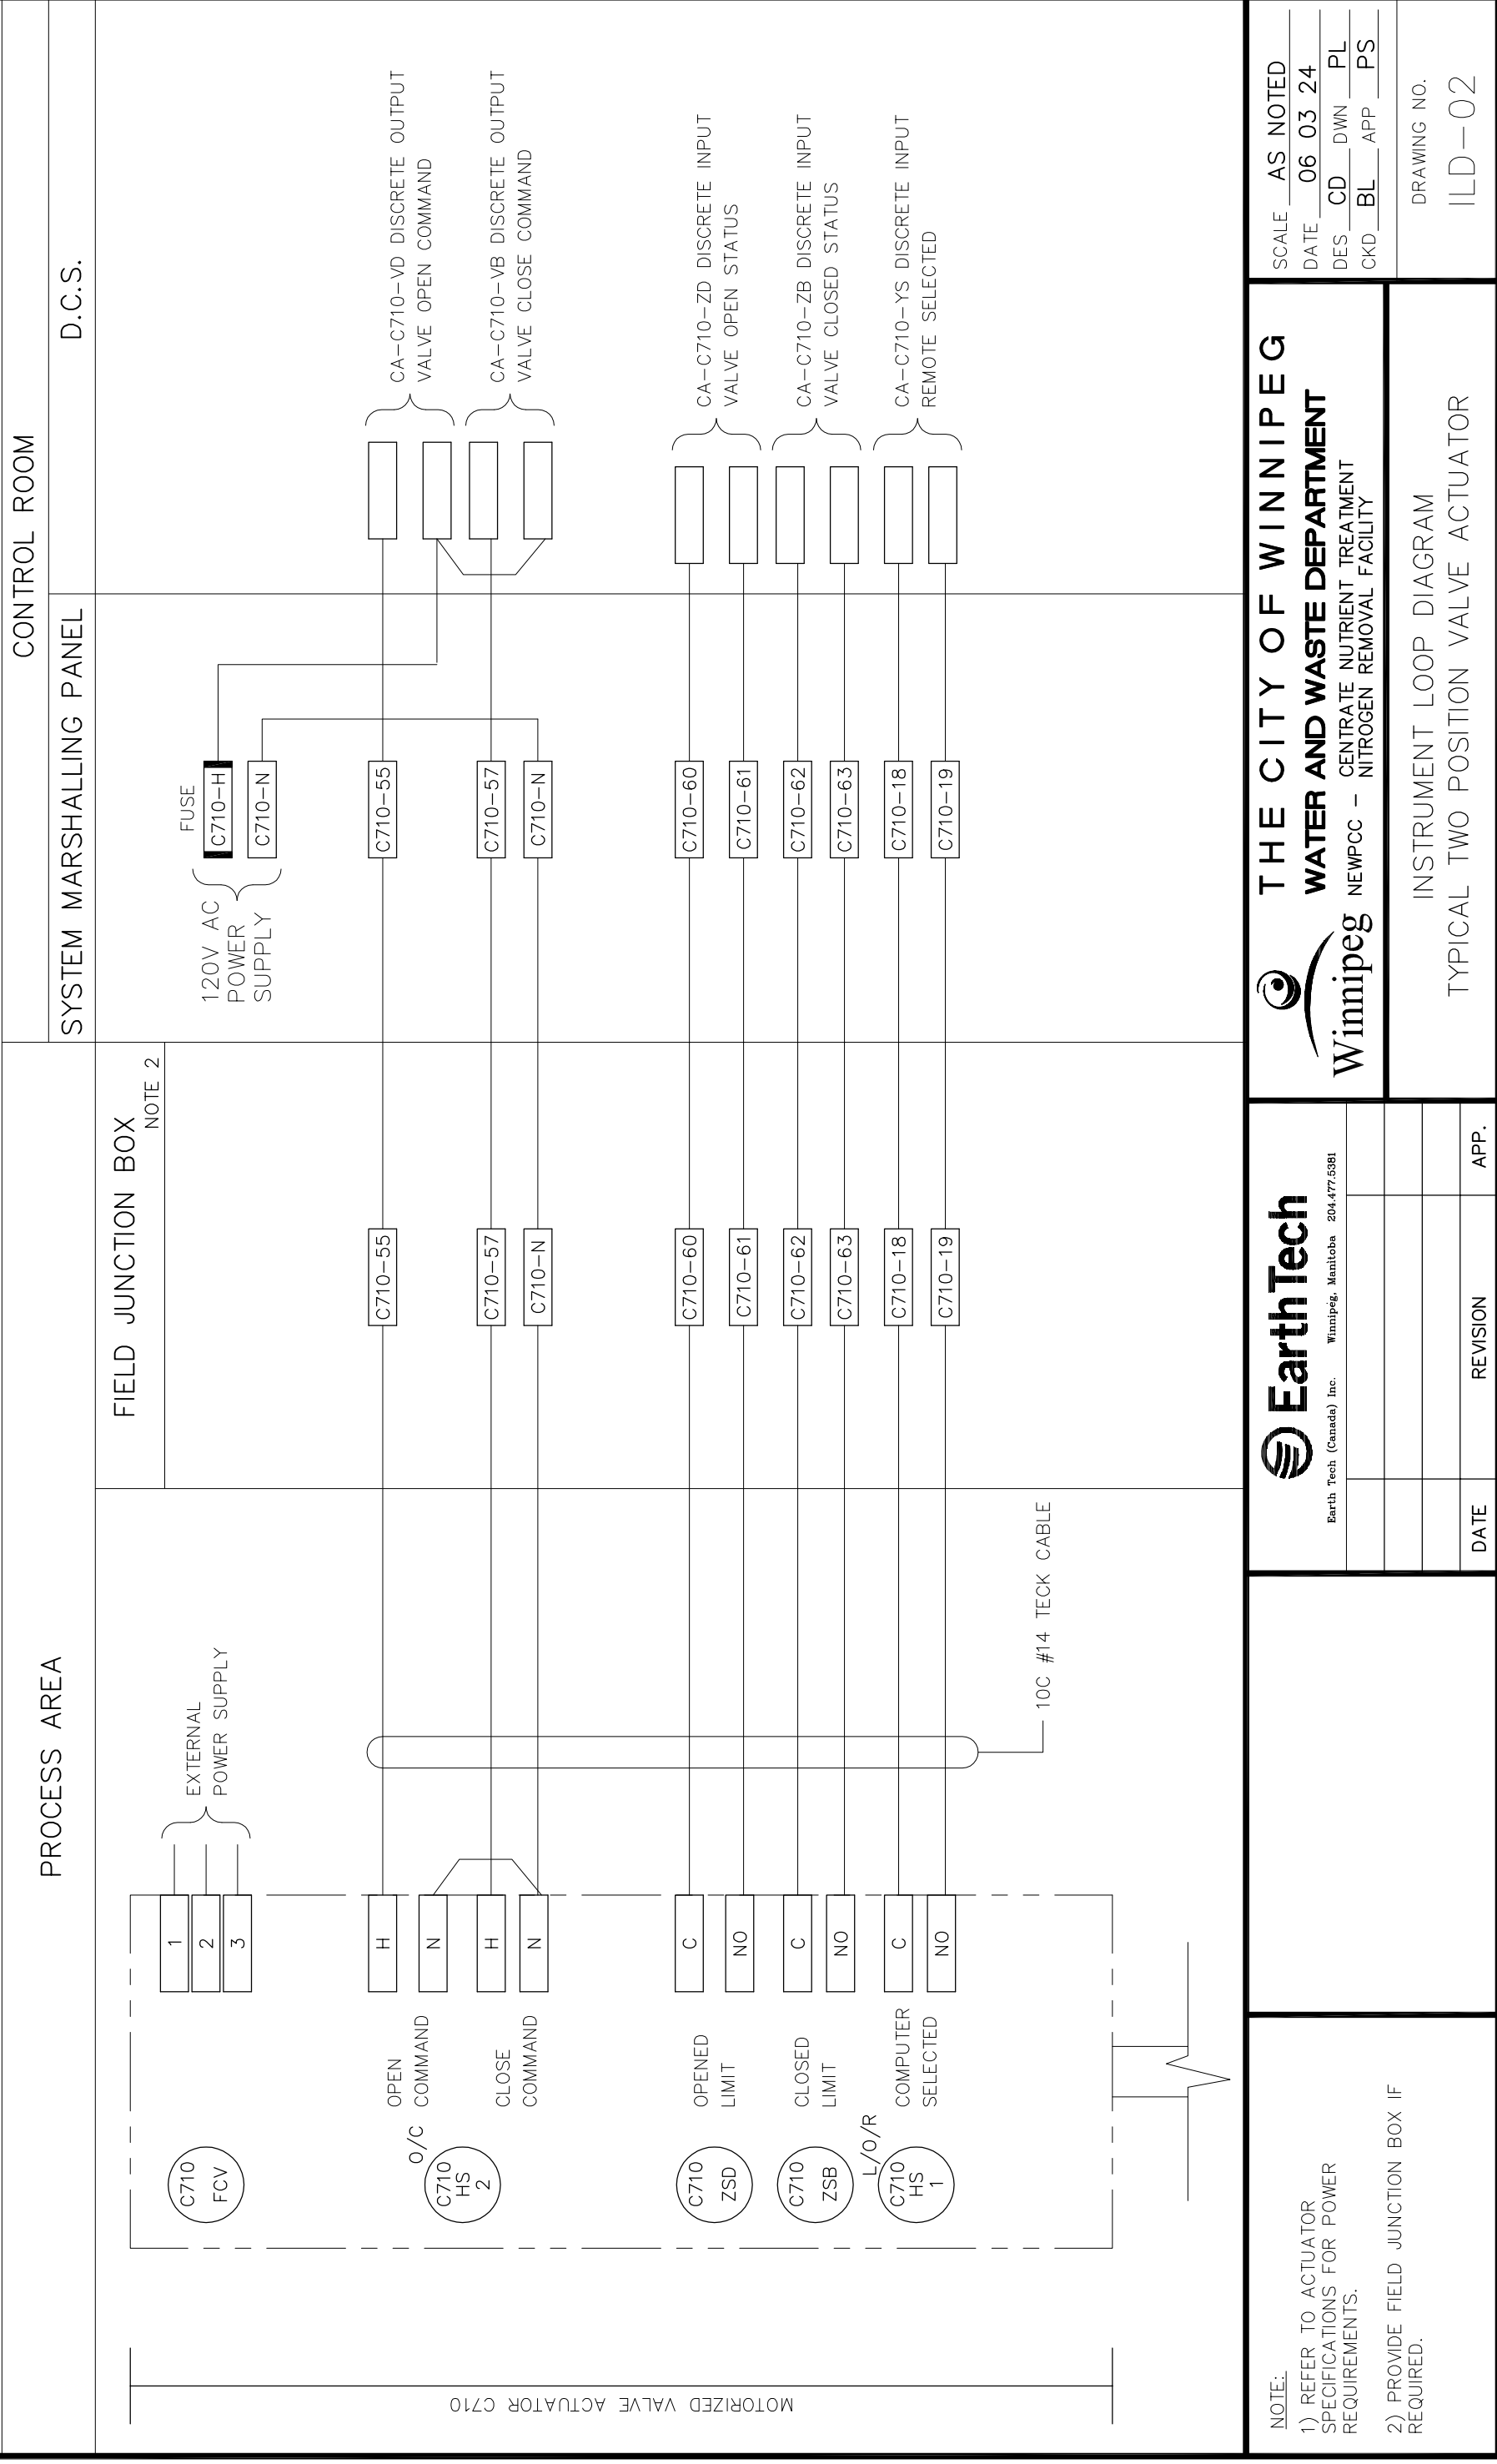 PROCESS AREA
CONTROL ROOM
FIELD JUNCTION BOX
NOTE 2
SYSTEM MARSHALLING PANEL
D.C.S.
MOTORIZED VALVE ACTUATOR C710
C710
FCV
1
2
3
EXTERNAL
POWER SUPPLY
120V AC
POWER
SUPPLY
FUSE
C710-H
C710-N
O/C
C710
HS
2
OPEN
COMMAND
CLOSE
COMMAND
H
N
H
N
C710-55
C710-57
C710-N
C710-55
C710-57
C710-N
CA-C710-VD DISCRETE OUTPUT
VALVE OPEN COMMAND
CA-C710-VB DISCRETE OUTPUT
VALVE CLOSE COMMAND
C710
ZSD
OPENED
LIMIT
C
NO
C710-60
C710-61
C710-60
C710-61
CA-C710-ZD DISCRETE INPUT
VALVE OPEN STATUS
C710
ZSB
CLOSED
LIMIT
C
NO
C710-62
C710-63
C710-62
C710-63
CA-C710-ZB DISCRETE INPUT
VALVE CLOSED STATUS
L/O/R
C710
HS
1
COMPUTER
SELECTED
C
NO
C710-18
C710-19
C710-18
C710-19
CA-C710-YS DISCRETE INPUT
REMOTE SELECTED
10C #14 TECK CABLE
NOTE:
1) REFER TO ACTUATOR
SPECIFICATIONS FOR POWER
REQUIREMENTS.
2) PROVIDE FIELD JUNCTION BOX IF
REQUIRED.
EarthTech
Earth Tech (Canada) Inc. Winnipeg, Manitoba 204.477.5381
DATE REVISION APP.
Winnipeg
THE CITY OF WINNIPEG
WATER AND WASTE DEPARTMENT
NEWPCC - CENTRATE NUTRIENT TREATMENT
NITROGEN REMOVAL FACILITY
INSTRUMENT LOOP DIAGRAM
TYPICAL TWO POSITION VALVE ACTUATOR
SCALE AS NOTED
DATE 06 03 24
DES CD DWN PL
CKD BL APP PS
DRAWING NO.
ILD-02